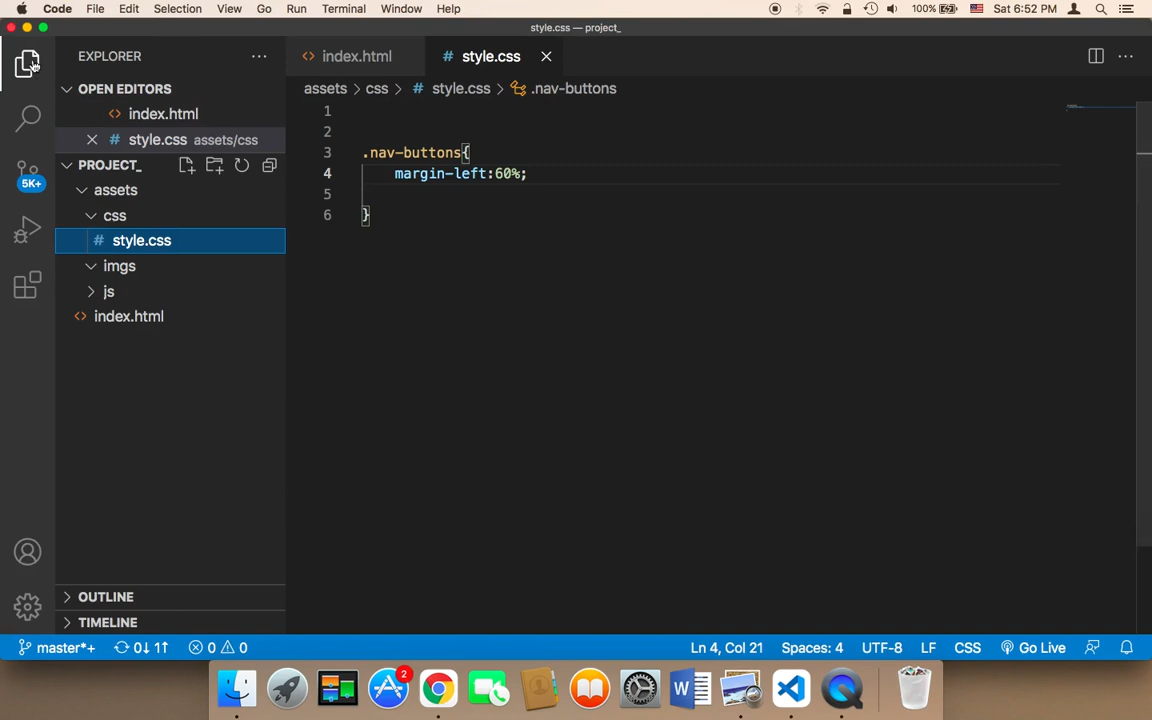 Code File Edit Selection View Go Run Terminal Window Help 100% Sat 6:52 PM
style.css — project_
EXPLORER
index.html
style.css
OPEN EDITORS
assets > css > # style.css > .nav-buttons
index.html
style.css assets/css
PROJECT_
5K+
assets
css
# style.css
imgs
js
index.html
1
2
3 .nav-buttons{
4 margin-left:60%;
5
6 }
OUTLINE
TIMELINE
master*+ 0↓ 1↑ 0 0 Ln 4, Col 21 Spaces: 4 UTF-8 LF CSS Go Live
2
W